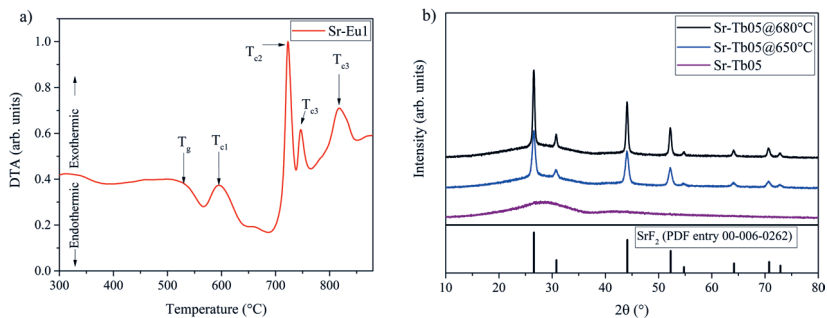 a)
Sr-Eu1
Tc2
Tc3
Tc3
Tg
Tc1
DTA (arb. units)
Endothermic Exothermic
1.0
0.8
0.6
0.4
0.2
0.0
300 400 500 600 700 800
Temperature (°C)
b)
Sr-Tb05@680°C
Sr-Tb05@650°C
Sr-Tb05
Intensity (arb. units)
SrF2 (PDF entry 00-006-0262)
10 20 30 40 50 60 70 80
2θ (°)